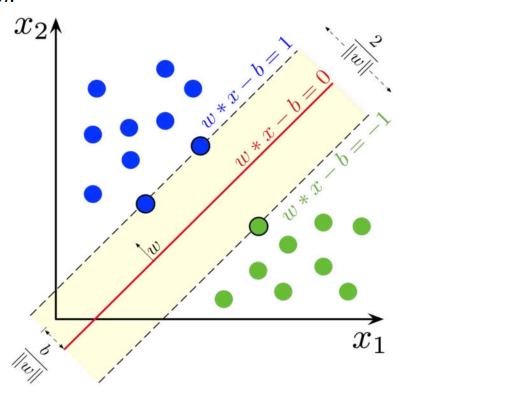 x₂
w * x − b = 1
2
‖w‖
w * x − b = 0
w * x − b = −1
w
b
‖w‖
x₁